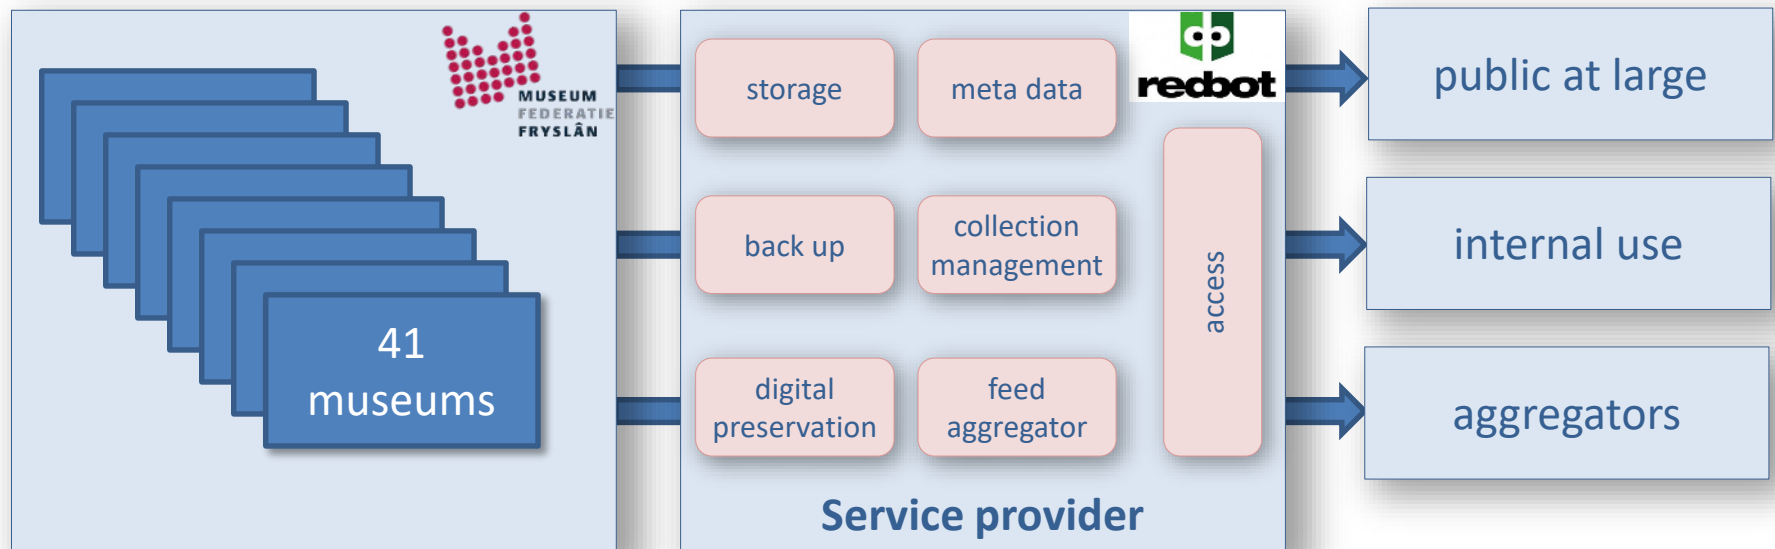 MUSEUM
FEDERATIE
FRYSLÂN
41
museums
storage
meta data
redbot
back up
collection
management
access
digital
preservation
feed
aggregator
Service provider
public at large
internal use
aggregators